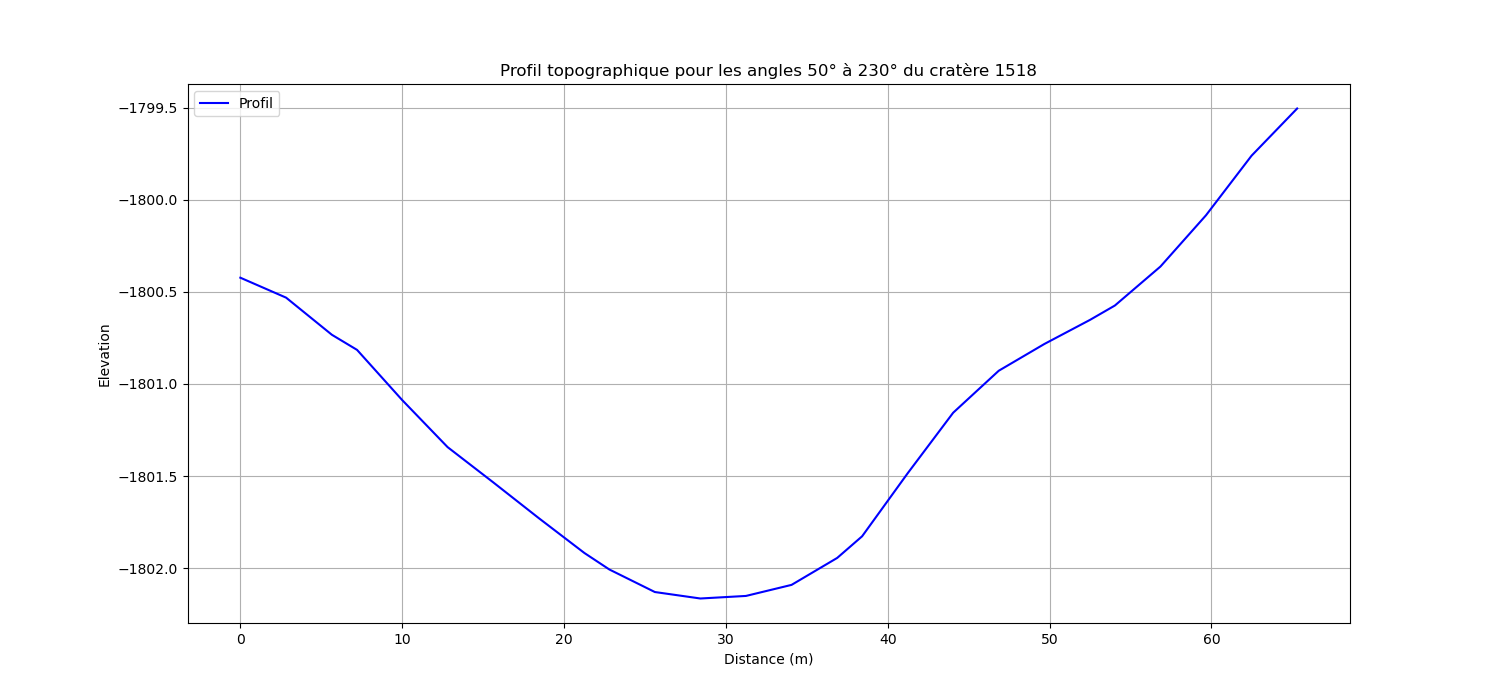 Profil topographique pour les angles 50° à 230° du cratère 1518
Profil
−1799.5
−1800.0
−1800.5
−1801.0
−1801.5
−1802.0
Elevation
0 10 20 30 40 50 60
Distance (m)